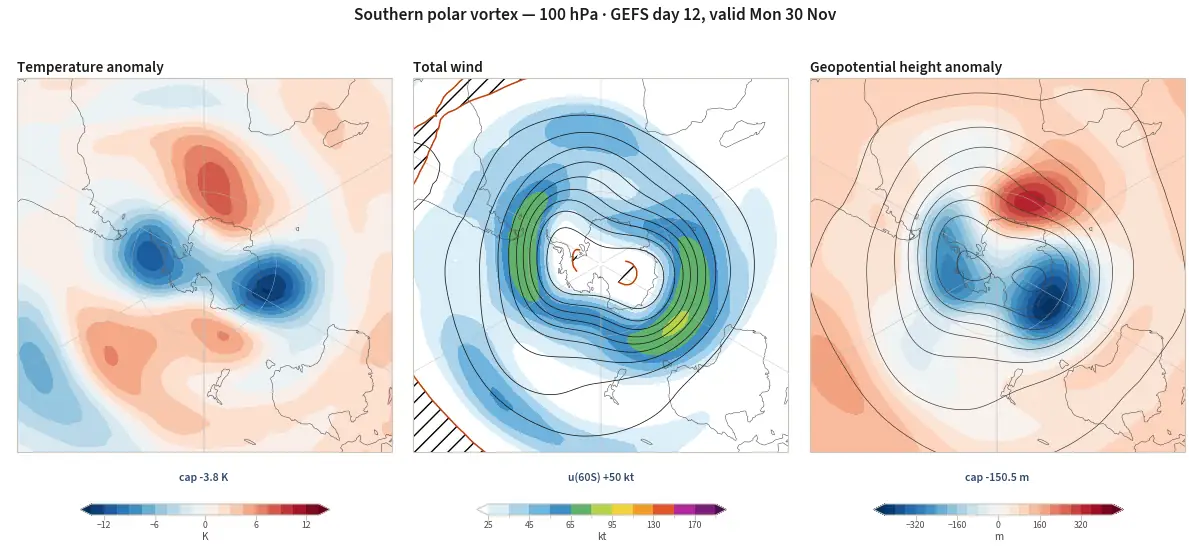 Southern polar vortex — 100 hPa · GEFS day 12, valid Mon 30 Nov
Temperature anomaly
Total wind
Geopotential height anomaly
cap -3.8 K
u(60S) +50 kt
cap -150.5 m
−12 −6 0 6 12
K
25 45 65 95 130 170
kt
−320 −160 0 160 320
m